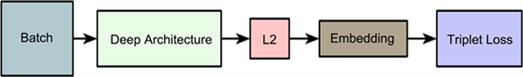 Batch
Deep Architecture
L2
Embedding
Triplet Loss